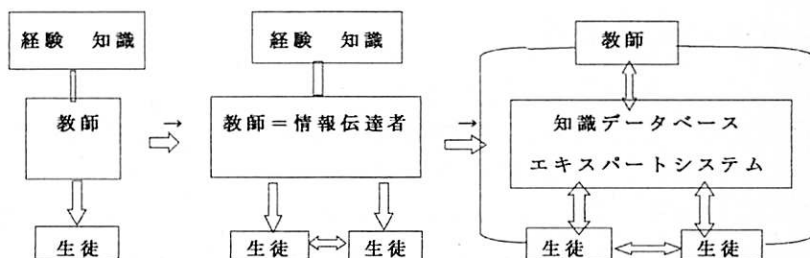 経験 知識
教師
生徒
→
経験 知識
教師=情報伝達者
生徒 生徒
→
教師
知識データベース
エキスパートシステム
生徒 生徒